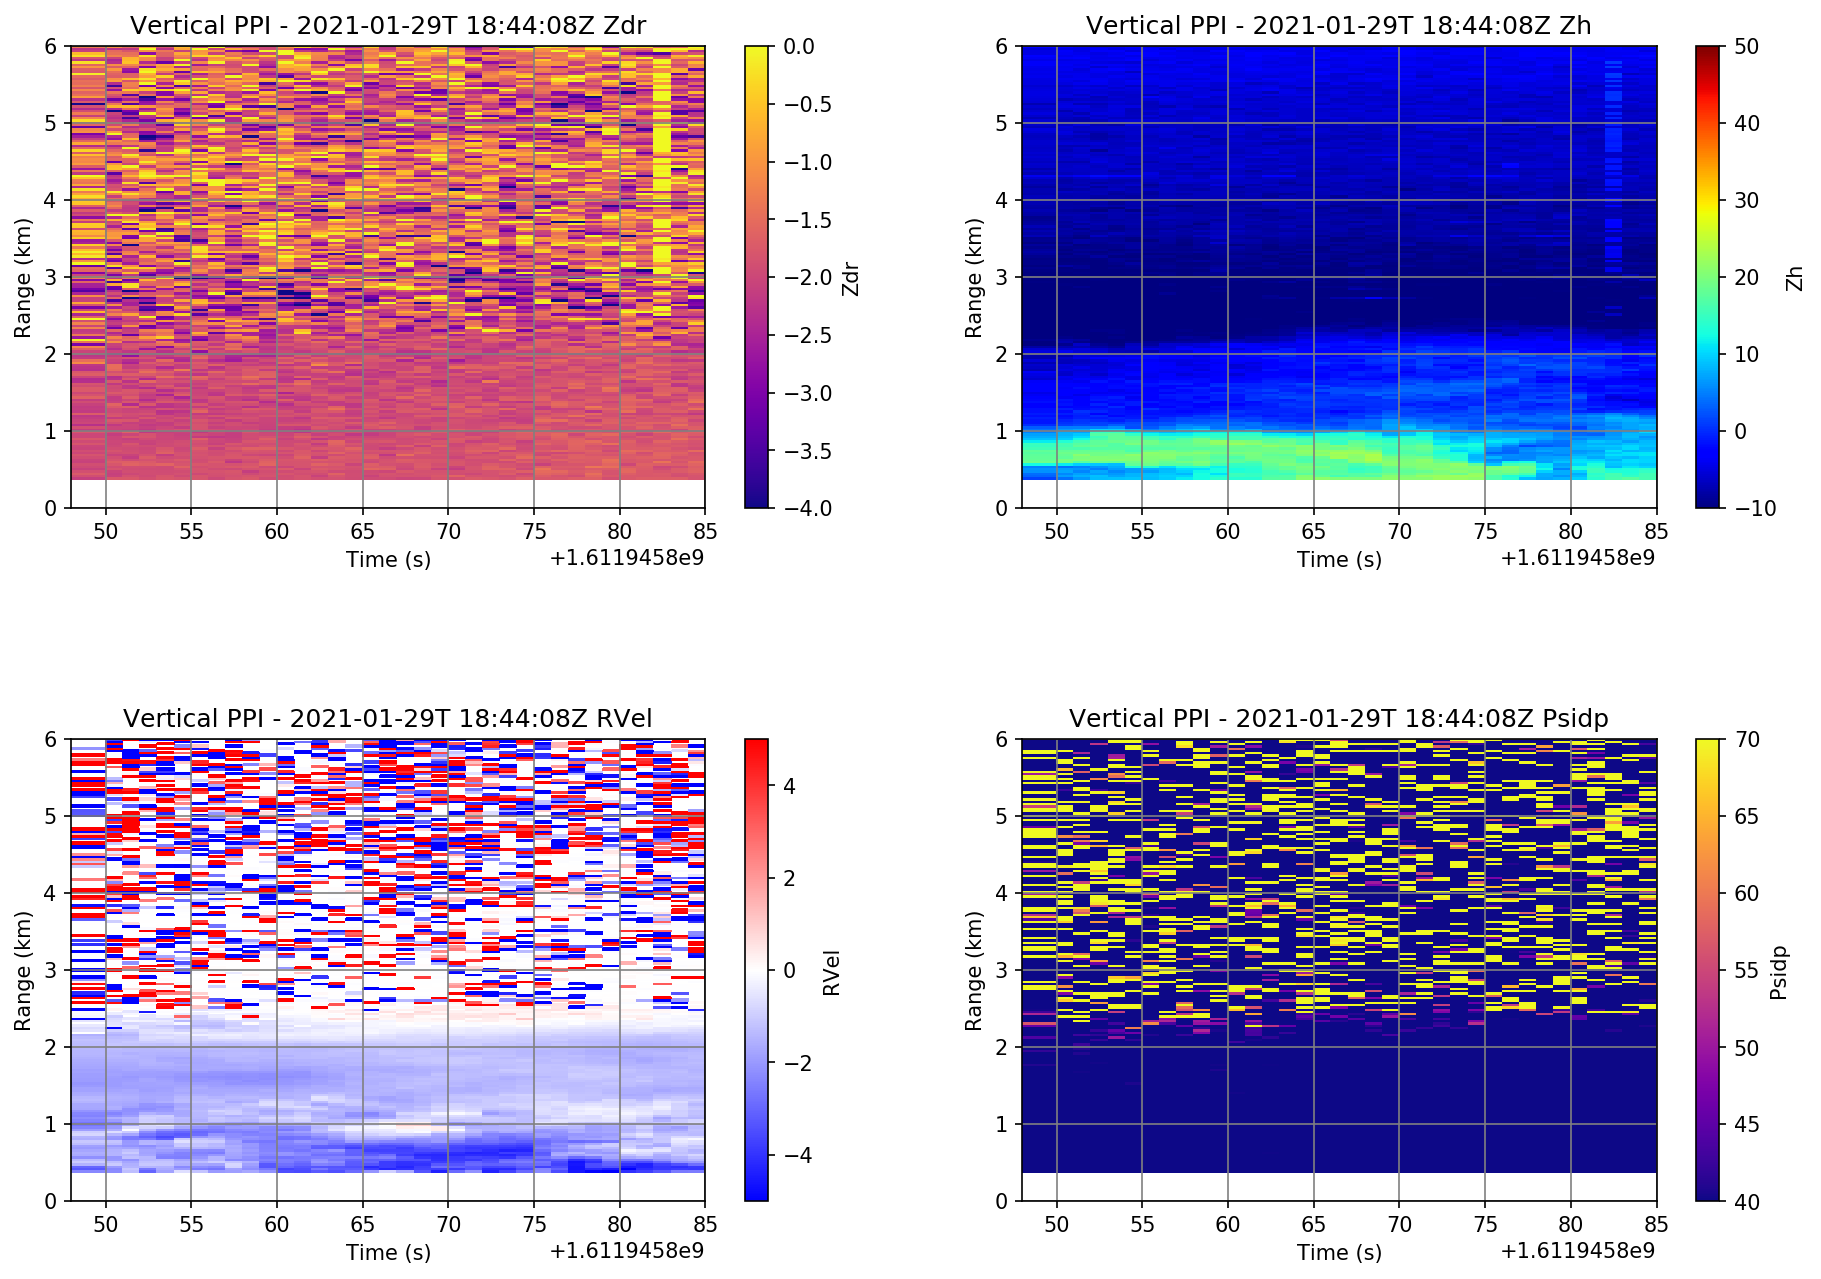 Vertical PPI - 2021-01-29T 18:44:08Z Zdr
6
5
4
3
2
1
0
Range (km)
50 55 60 65 70 75 80 85
Time (s)
+1.6119458e9
0.0
−0.5
−1.0
−1.5
−2.0
−2.5
−3.0
−3.5
−4.0
Zdr
Vertical PPI - 2021-01-29T 18:44:08Z Zh
6
5
4
3
2
1
0
Range (km)
50 55 60 65 70 75 80 85
Time (s)
+1.6119458e9
50
40
30
20
10
0
−10
Zh
Vertical PPI - 2021-01-29T 18:44:08Z RVel
6
5
4
3
2
1
0
Range (km)
50 55 60 65 70 75 80 85
Time (s)
+1.6119458e9
4
2
0
−2
−4
RVel
Vertical PPI - 2021-01-29T 18:44:08Z Psidp
6
5
4
3
2
1
0
Range (km)
50 55 60 65 70 75 80 85
Time (s)
+1.6119458e9
70
65
60
55
50
45
40
Psidp